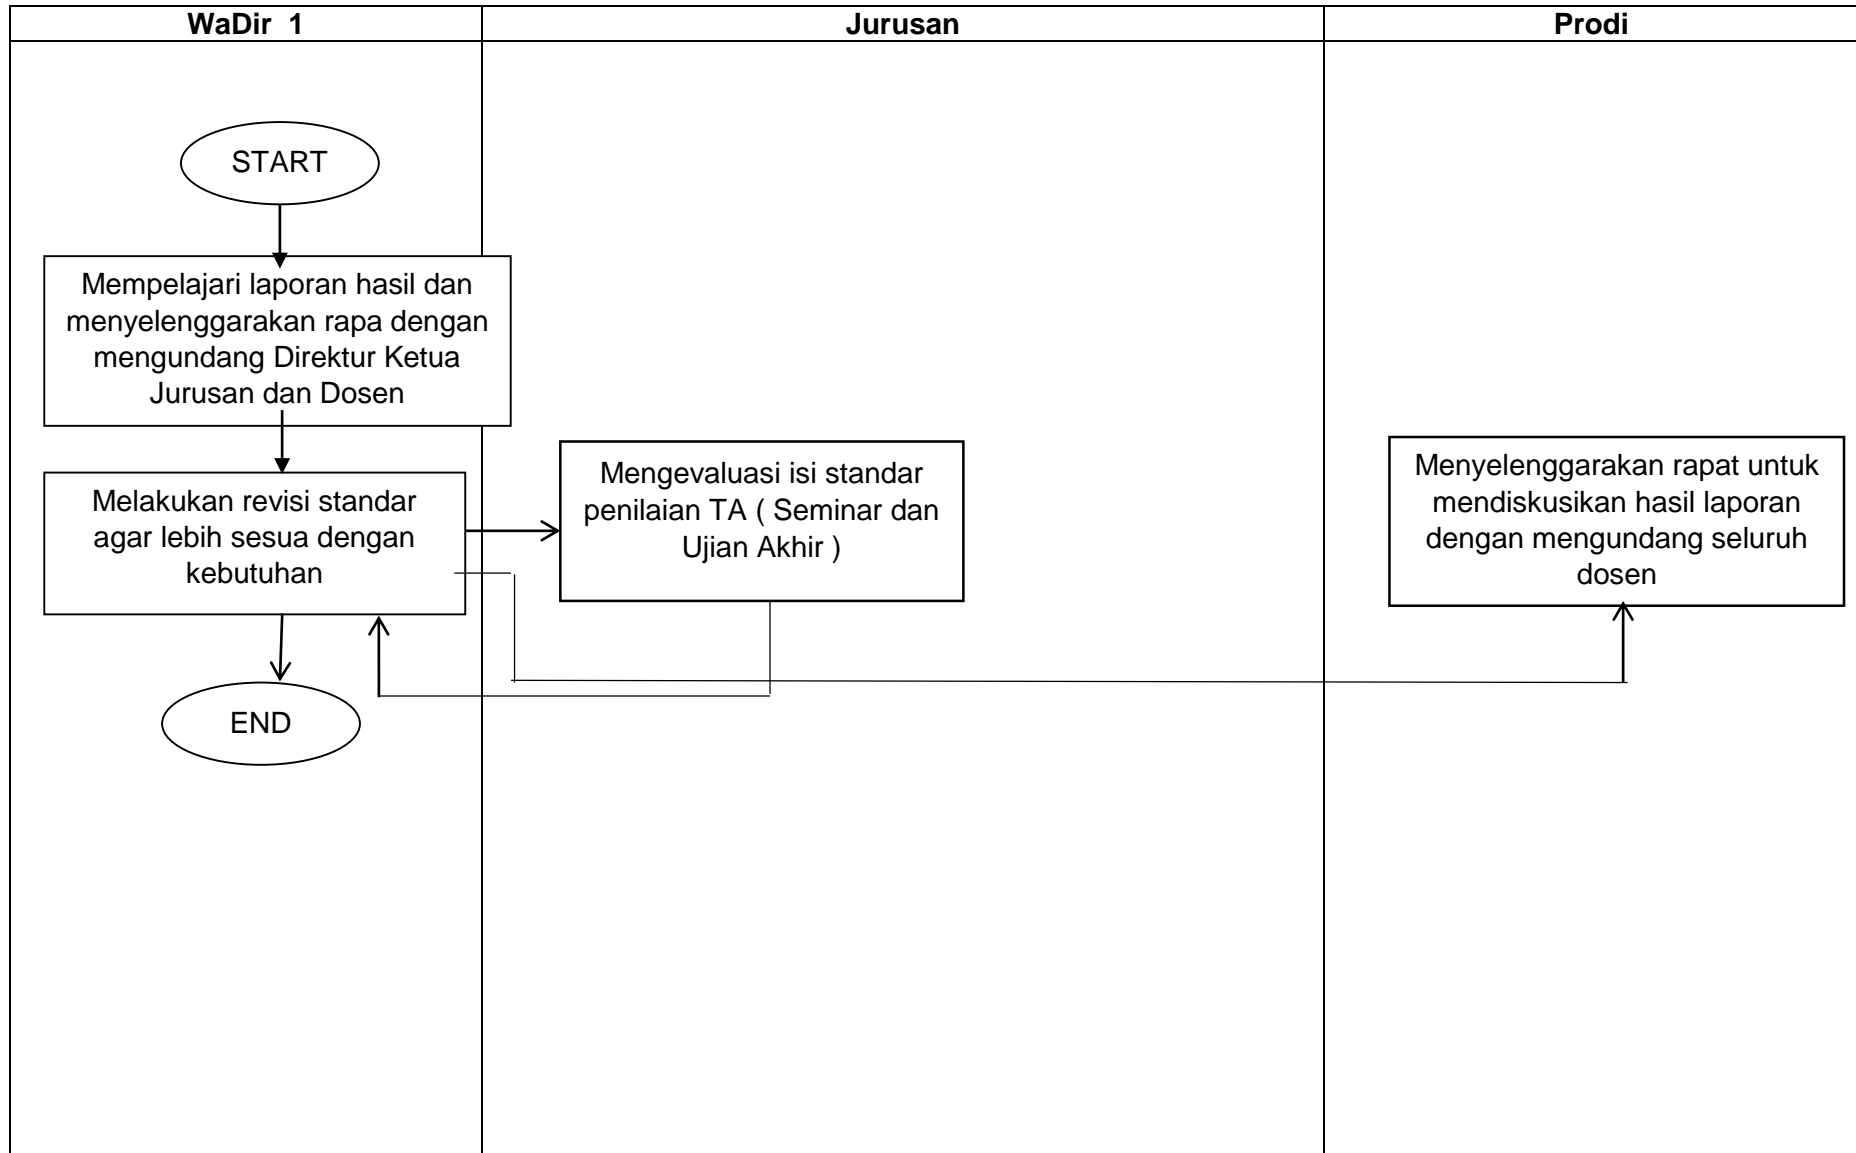 WaDir 1
Jurusan
Prodi
START
Mempelajari laporan hasil dan
menyelenggarakan rapa dengan
mengundang Direktur Ketua
Jurusan dan Dosen
Melakukan revisi standar
agar lebih sesua dengan
kebutuhan
Mengevaluasi isi standar
penilaian TA ( Seminar dan
Ujian Akhir )
Menyelenggarakan rapat untuk
mendiskusikan hasil laporan
dengan mengundang seluruh
dosen
END